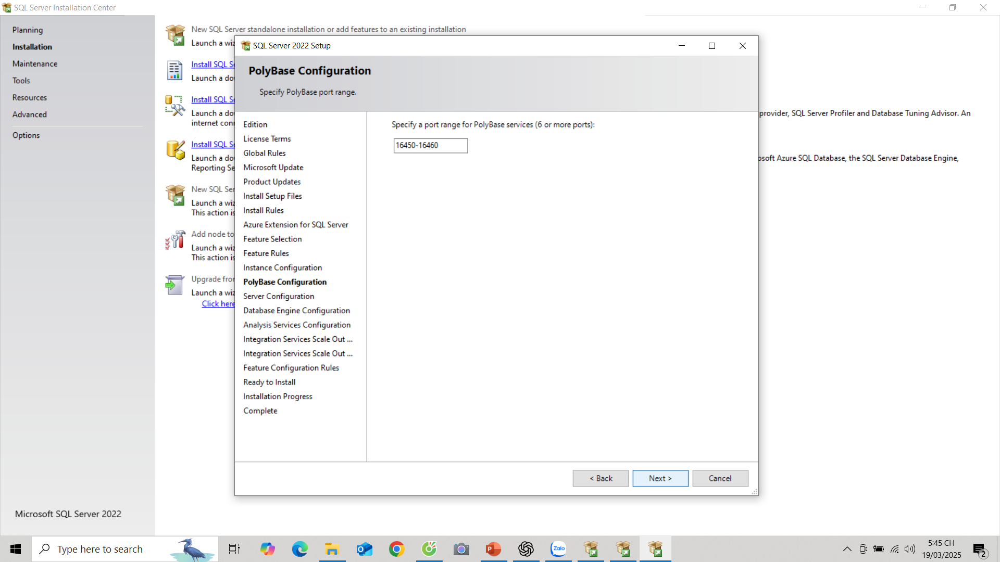 SQL Server Installation Center
Planning
Installation
Maintenance
Tools
Resources
Advanced
Options
Microsoft SQL Server 2022
New SQL Server standalone installation or add features to an existing installation
Launch a wiz
Install SQL Se
Launch a do
Install SQL Se
Launch a do
internet conn
provider, SQL Server Profiler and Database Tuning Advisor. An
Install SQL Se
Launch a do
Reporting Se
osoft Azure SQL Database, the SQL Server Database Engine,
New SQL Ser
Launch a wiz
This action is
Add node to
Launch a wiz
This action is
Upgrade from
Launch a wiz
Click here
SQL Server 2022 Setup
PolyBase Configuration
Specify PolyBase port range.
Edition
License Terms
Global Rules
Microsoft Update
Product Updates
Install Setup Files
Install Rules
Azure Extension for SQL Server
Feature Selection
Feature Rules
Instance Configuration
PolyBase Configuration
Server Configuration
Database Engine Configuration
Analysis Services Configuration
Integration Services Scale Out ...
Integration Services Scale Out ...
Feature Configuration Rules
Ready to Install
Installation Progress
Complete
Specify a port range for PolyBase services (6 or more ports):
16450-16460
< Back
Next >
Cancel
Type here to search
Zalo
5:45 CH
19/03/2025
2